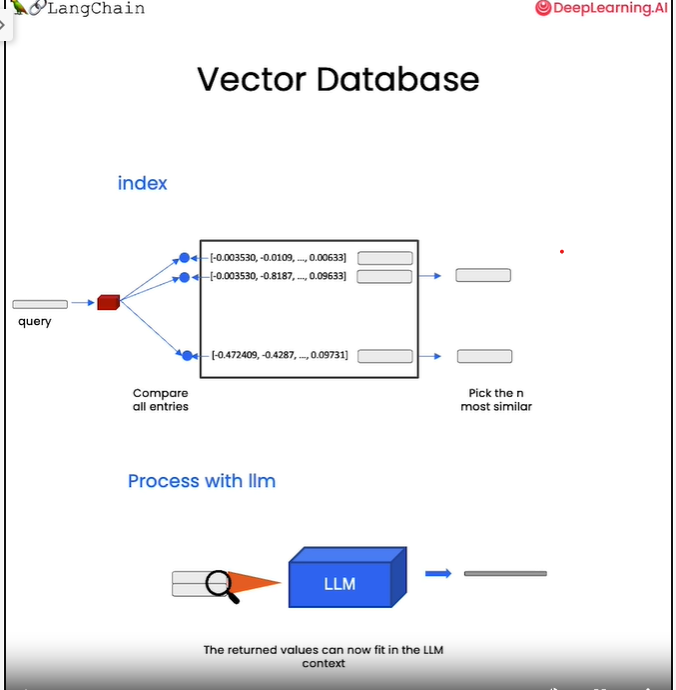 LangChain
DeepLearning.AI
Vector Database
index
[-0.003530, -0.0109, ..., 0.00633]
[-0.003530, -0.8187, ..., 0.09633]
query
[-0.472409, -0.4287, ..., 0.09731]
Compare
all entries
Pick the n
most similar
Process with llm
LLM
The returned values can now fit in the LLM
context